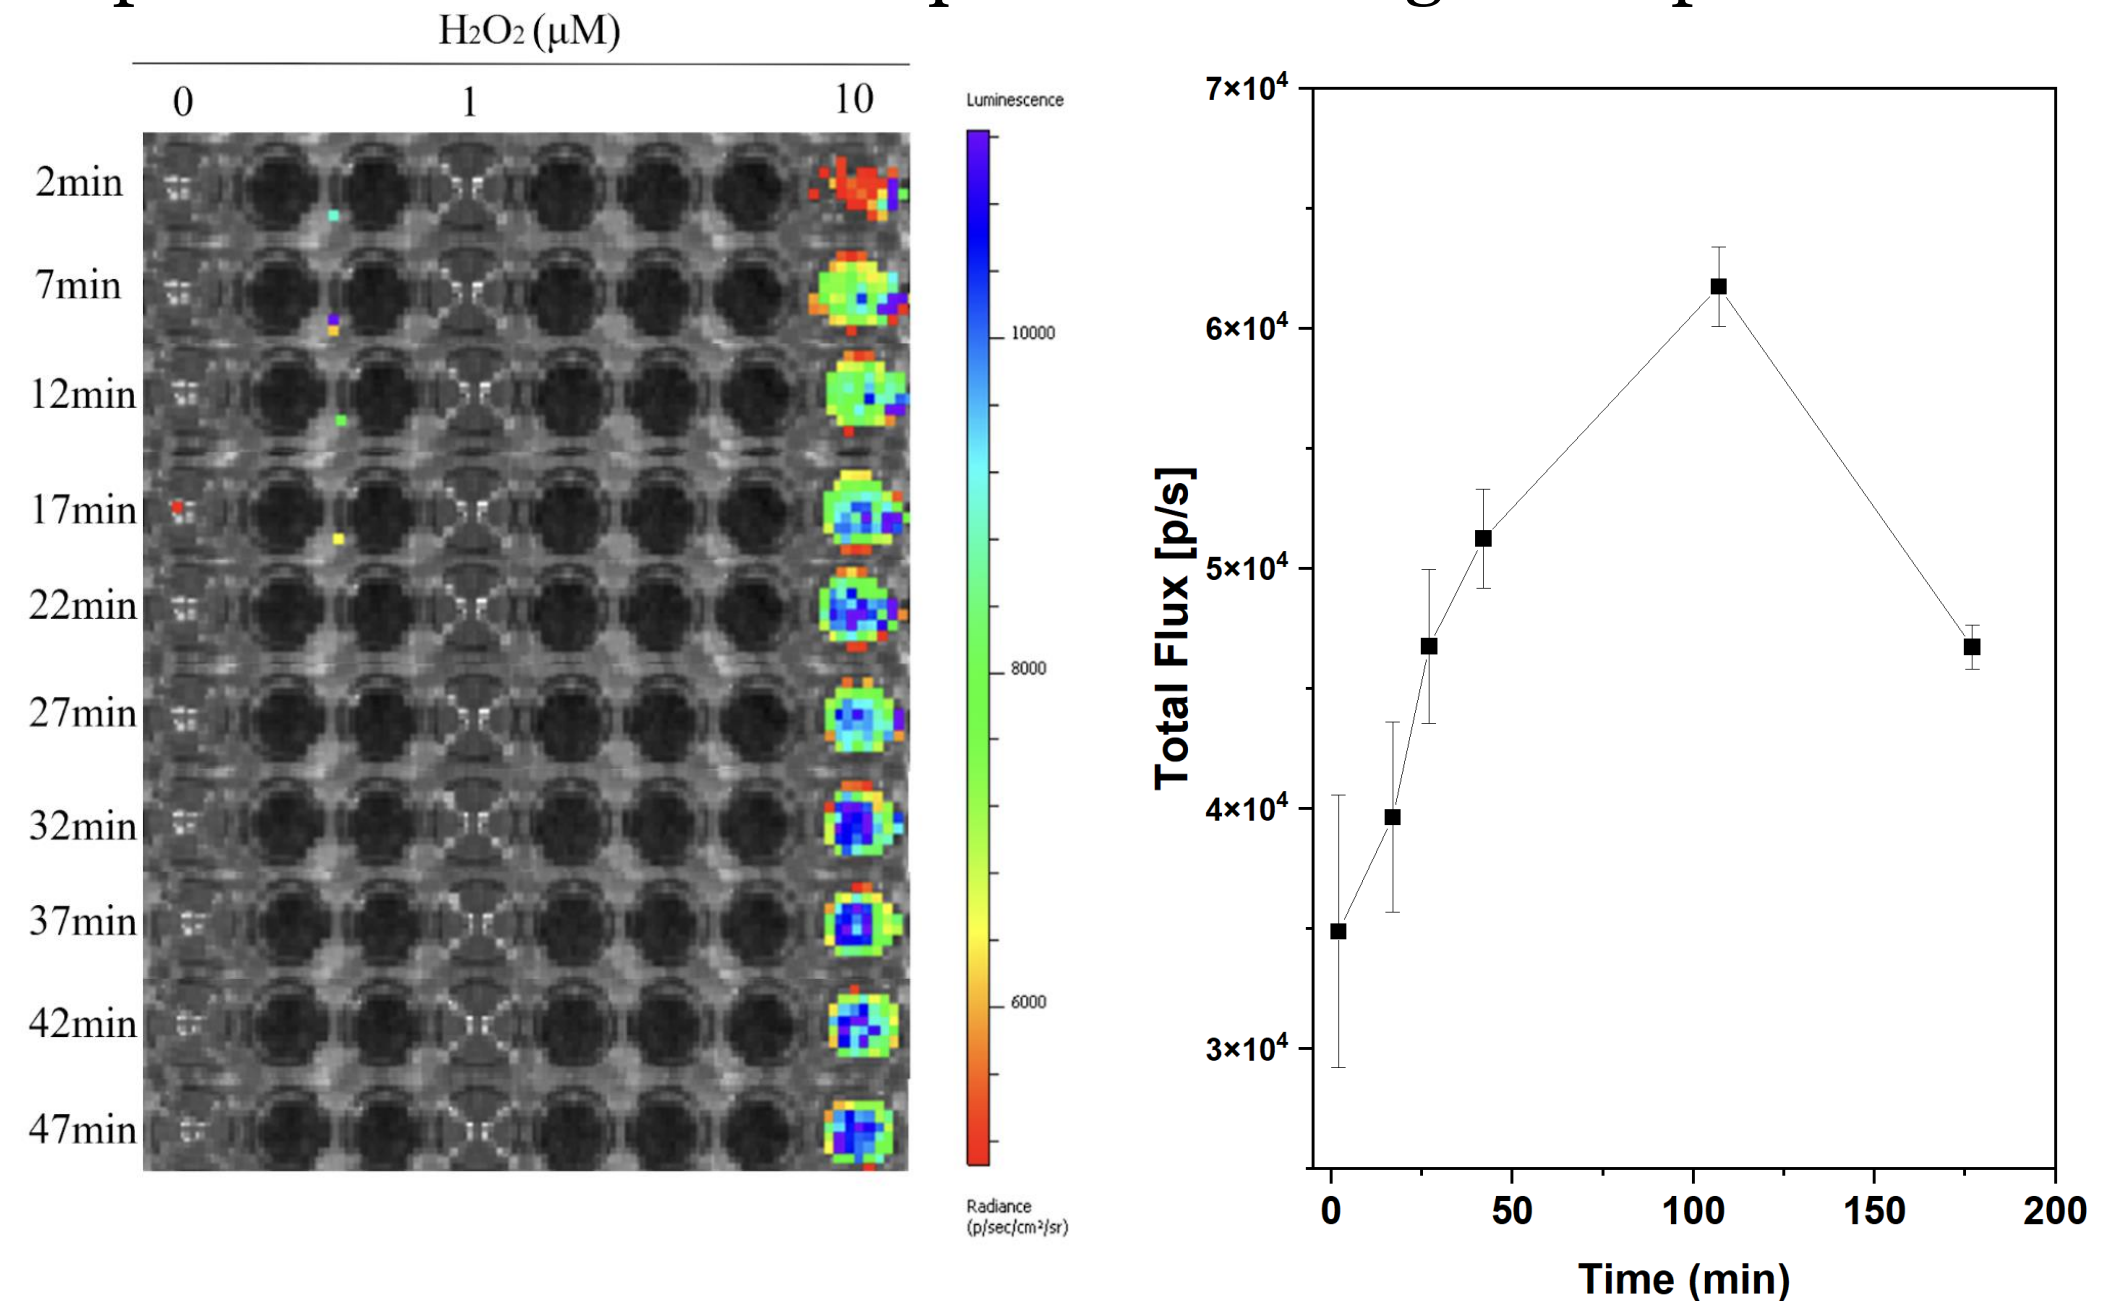 H₂O₂ (μM)
0 1 10
2min
7min
12min
17min
22min
27min
32min
37min
42min
47min
Luminescence
10000
8000
6000
Radiance
(p/sec/cm²/sr)
7×10⁴
6×10⁴
5×10⁴
4×10⁴
3×10⁴
Total Flux [p/s]
0 50 100 150 200
Time (min)